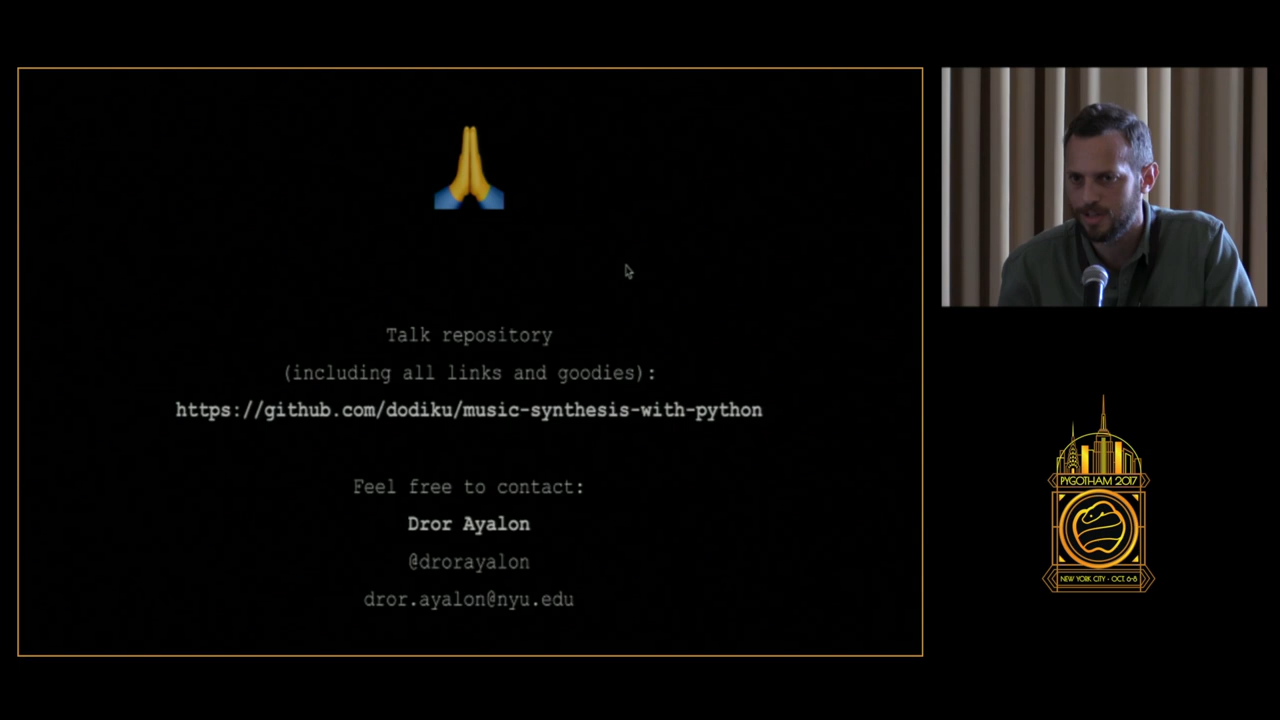 Talk repository
(including all links and goodies):
https://github.com/dodiku/music-synthesis-with-python
Feel free to contact:
Dror Ayalon
@drorayalon
dror.ayalon@nyu.edu
PYGOTHAM 2017
NEW YORK CITY - OCT. 6-8